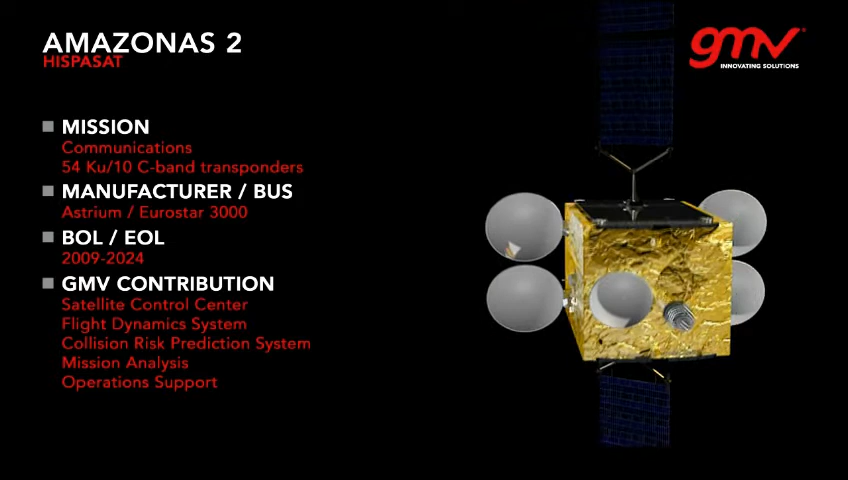 AMAZONAS 2
HISPASAT
gmv
INNOVATING SOLUTIONS
MISSION
Communications
54 Ku/10 C-band transponders
MANUFACTURER / BUS
Astrium / Eurostar 3000
BOL / EOL
2009-2024
GMV CONTRIBUTION
Satellite Control Center
Flight Dynamics System
Collision Risk Prediction System
Mission Analysis
Operations Support